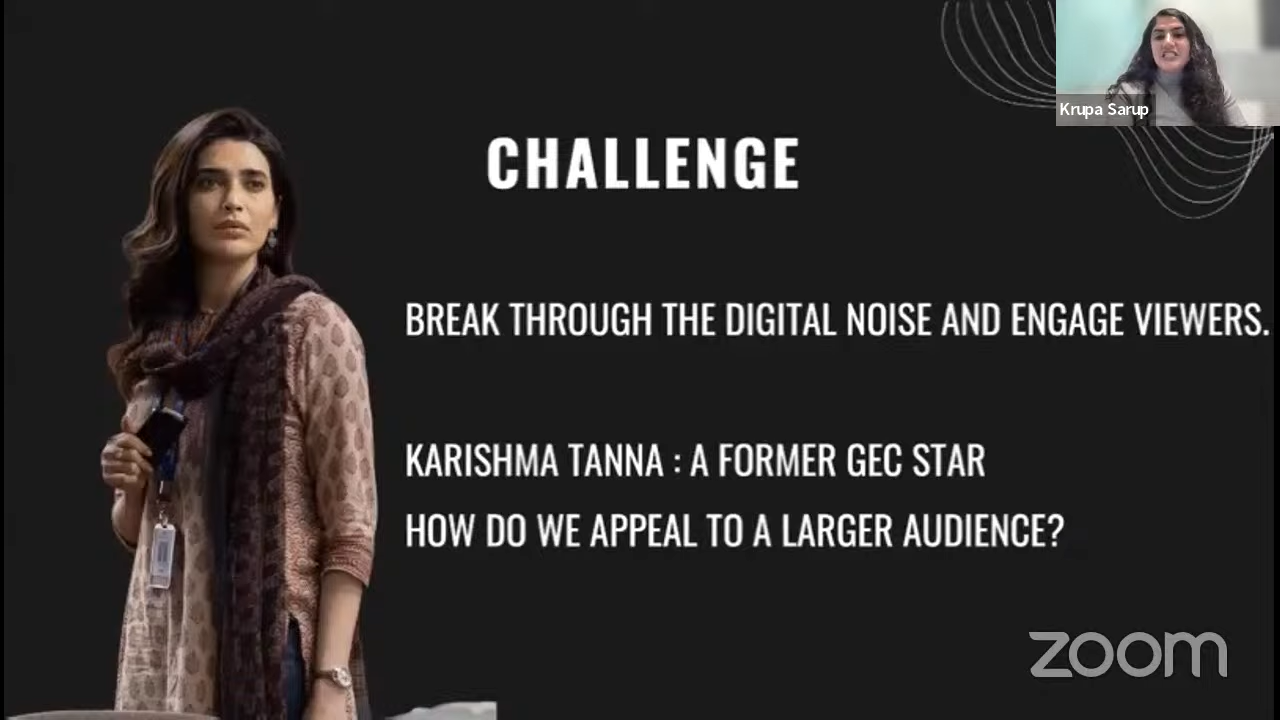 Krupa Sarup
CHALLENGE
BREAK THROUGH THE DIGITAL NOISE AND ENGAGE VIEWERS.
KARISHMA TANNA : A FORMER GEC STAR
HOW DO WE APPEAL TO A LARGER AUDIENCE?
zoom